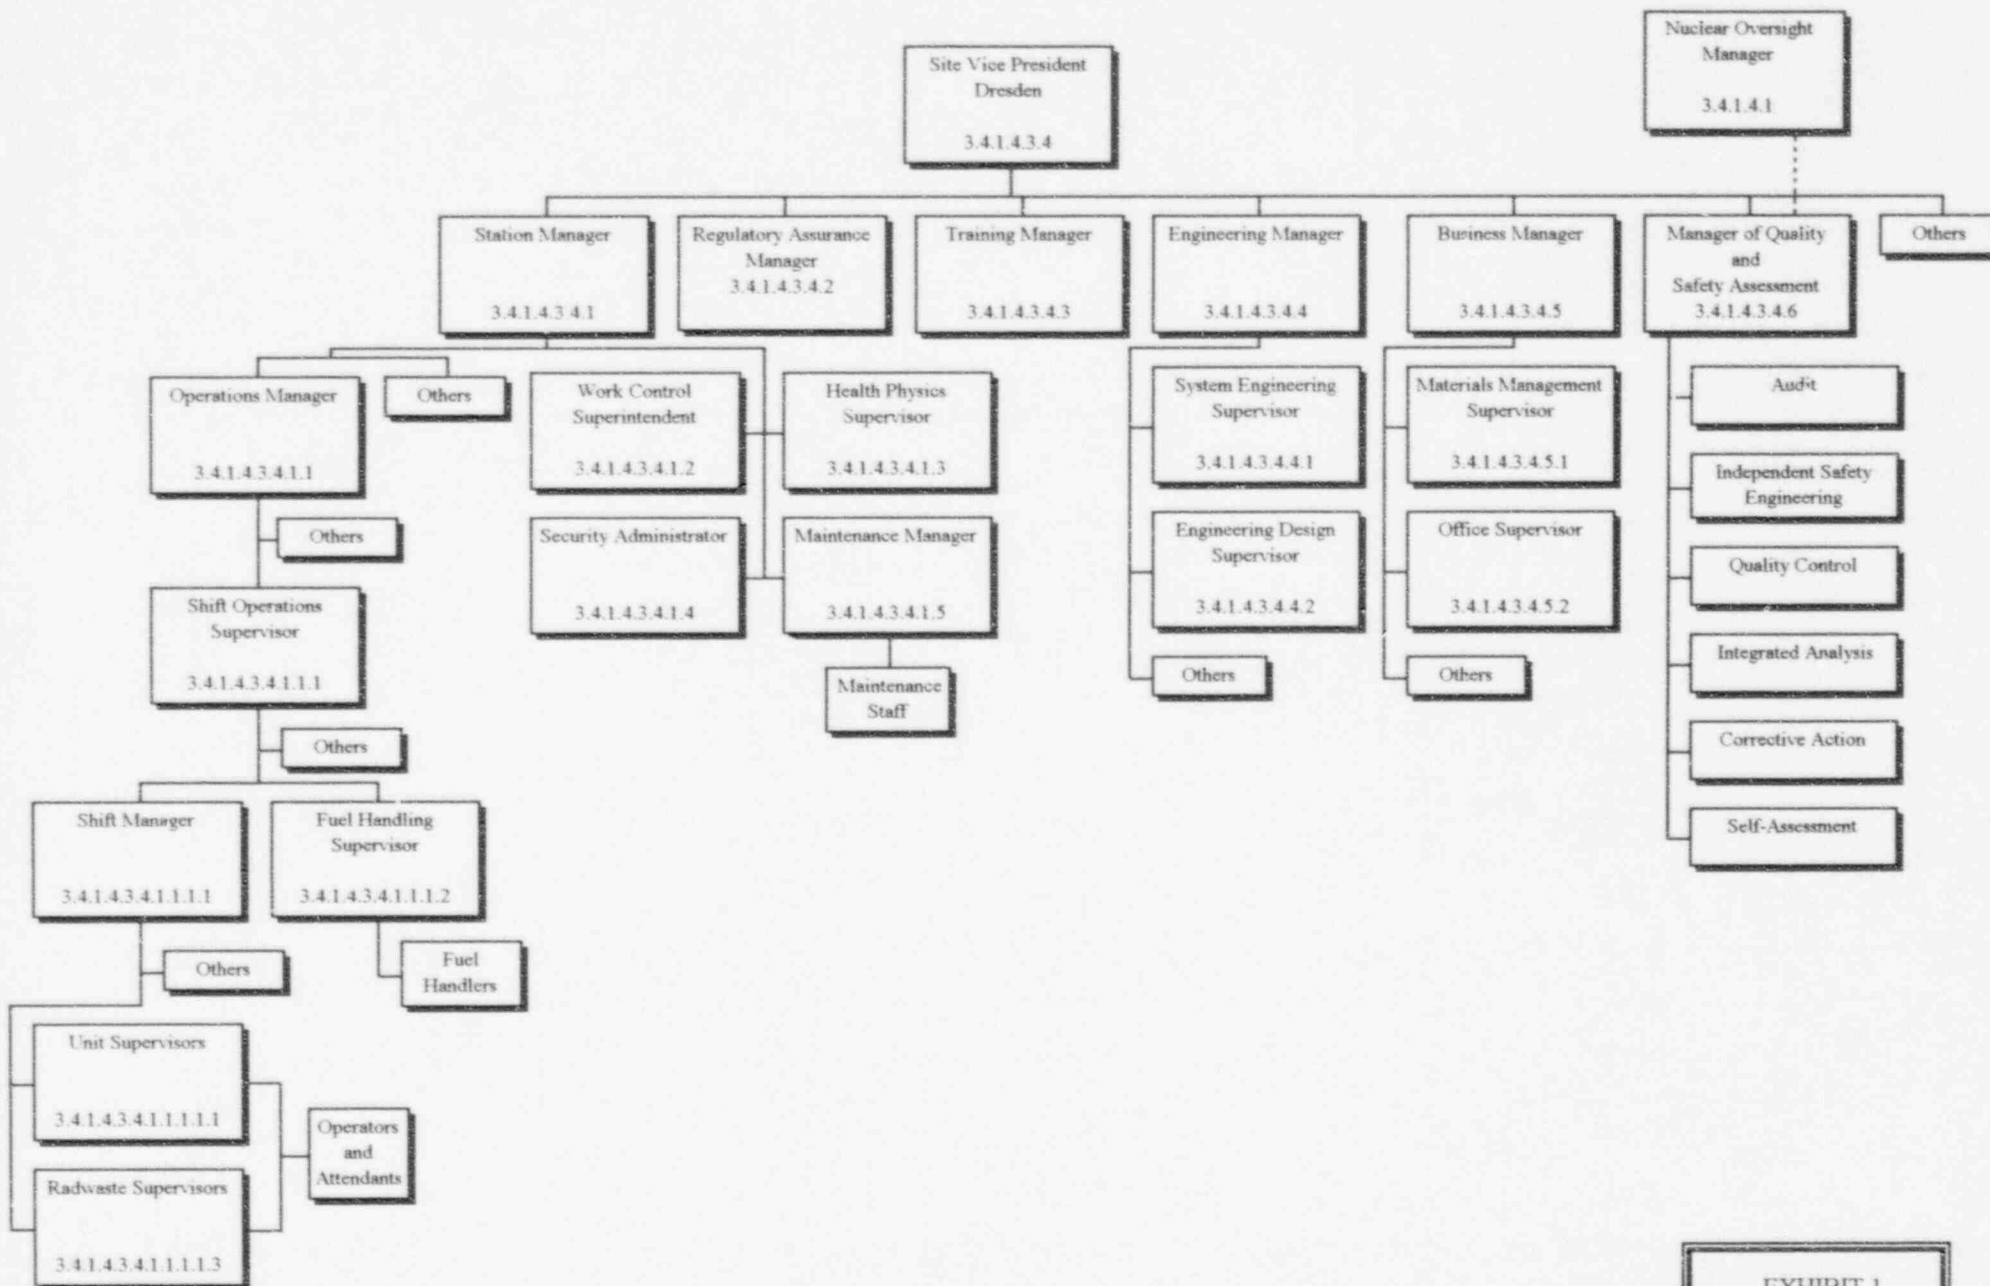 Nuclear Oversight
Manager
3.4.1.4.1
Site Vice President
Dresden
3.4.1.4.3.4
Station Manager
3.4.1.4.3 4.1
Regulatory Assurance
Manager
3.4.1.4.3.4.2
Training Manager
3.4.1.4.3.4.3
Engineering Manager
3.4.1.4.3.4.4
Business Manager
3.4.1.4.3.4.5
Manager of Quality
and
Safety Assessment
3.4.1.4.3.4.6
Others
Operations Manager
3.4.1.4.3.4.1.1
Others
Work Control
Superintendent
3.4.1.4.3.4.1.2
Health Physics
Supervisor
3.4.1.4.3.4.1.3
System Engineering
Supervisor
3.4.1.4.3.4.4.1
Materials Management
Supervisor
3.4.1.4.3.4.5.1
Audit
Independent Safety
Engineering
Others
Security Administrator
3.4.1.4.3.4.1.4
Maintenance Manager
3.4.1.4.3.4.1.5
Engineering Design
Supervisor
3.4.1.4.3.4.4.2
Office Supervisor
3.4.1.4.3.4.5.2
Quality Control
Shift Operations
Supervisor
3.4.1.4.3.4.1.1.1
Maintenance
Staff
Others
Others
Integrated Analysis
Others
Corrective Action
Shift Manager
3.4.1.4.3.4.1.1.1.1
Fuel Handling
Supervisor
3.4.1.4.3.4.1.1.1.2
Self-Assessment
Others
Fuel
Handlers
Unit Supervisors
3.4.1.4.3.4.1.1.1.1.1
Operators
and
Attendants
Radwaste Supervisors
3.4.1.4.3.4.1.1.1.1.3
EXHIBIT 1